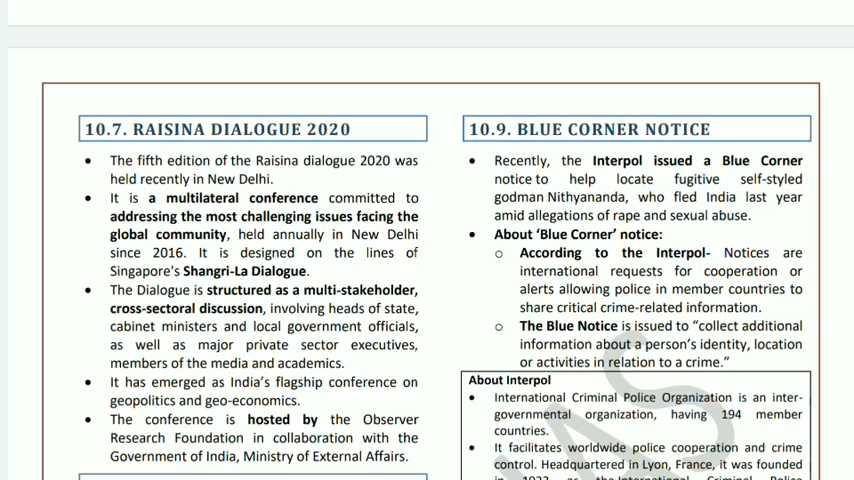 10.7. RAISINA DIALOGUE 2020
• The fifth edition of the Raisina dialogue 2020 was
held recently in New Delhi.
• It is a multilateral conference committed to
addressing the most challenging issues facing the
global community, held annually in New Delhi
since 2016. It is designed on the lines of
Singapore's Shangri-La Dialogue.
• The Dialogue is structured as a multi-stakeholder,
cross-sectoral discussion, involving heads of state,
cabinet ministers and local government officials,
as well as major private sector executives,
members of the media and academics.
• It has emerged as India's flagship conference on
geopolitics and geo-economics.
• The conference is hosted by the Observer
Research Foundation in collaboration with the
Government of India, Ministry of External Affairs.
10.9. BLUE CORNER NOTICE
• Recently, the Interpol issued a Blue Corner
notice to help locate fugitive self-styled
godman Nithyananda, who fled India last year
amid allegations of rape and sexual abuse.
• About 'Blue Corner' notice:
o According to the Interpol- Notices are
international requests for cooperation or
alerts allowing police in member countries to
share critical crime-related information.
o The Blue Notice is issued to “collect additional
information about a person's identity, location
or activities in relation to a crime.”
About Interpol
• International Criminal Police Organization is an inter-
governmental organization, having 194 member
countries.
• It facilitates worldwide police cooperation and crime
control. Headquartered in Lyon, France, it was founded